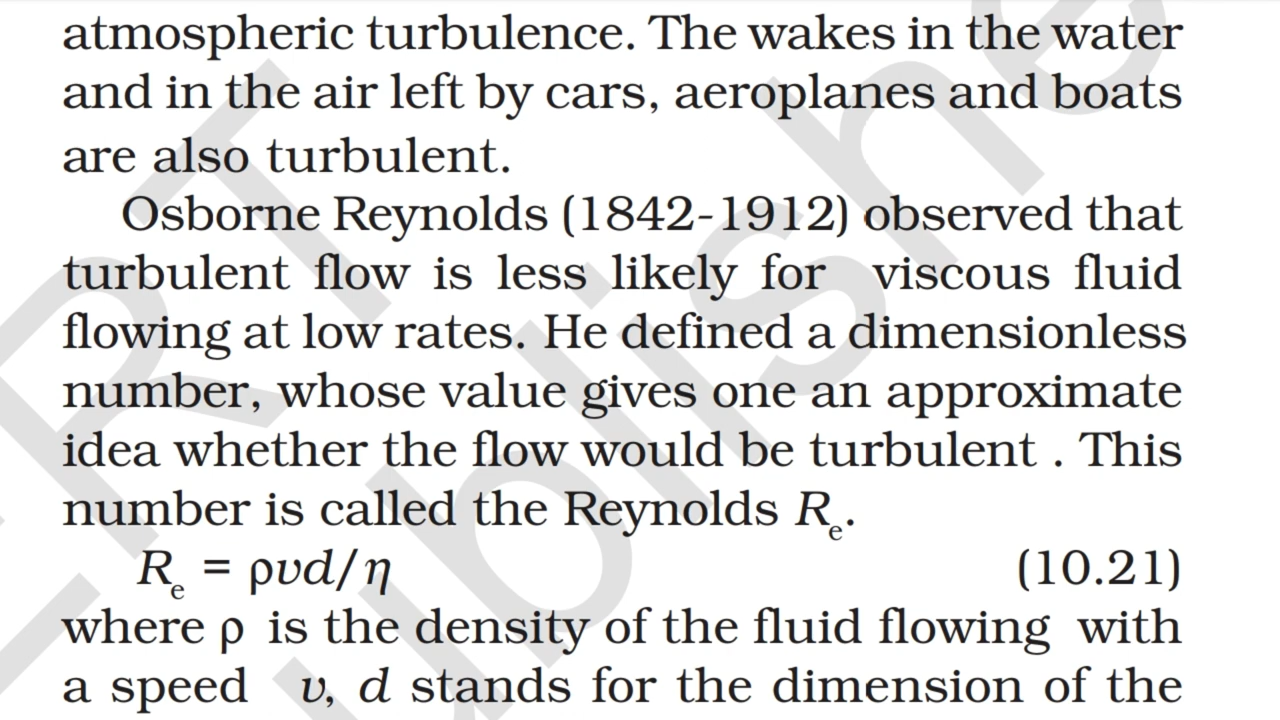 atmospheric turbulence. The wakes in the water
and in the air left by cars, aeroplanes and boats
are also turbulent.
Osborne Reynolds (1842-1912) observed that
turbulent flow is less likely for viscous fluid
flowing at low rates. He defined a dimensionless
number, whose value gives one an approximate
idea whether the flow would be turbulent . This
number is called the Reynolds Rₑ.
Rₑ = ρvd/η (10.21)
where ρ is the density of the fluid flowing with
a speed v, d stands for the dimension of the